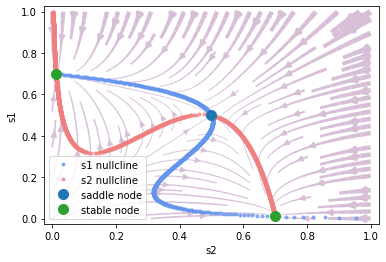 1.0
0.8
0.6
0.4
0.2
0.0
s1
s1 nullcline
s2 nullcline
saddle node
stable node
0.0 0.2 0.4 0.6 0.8 1.0
s2